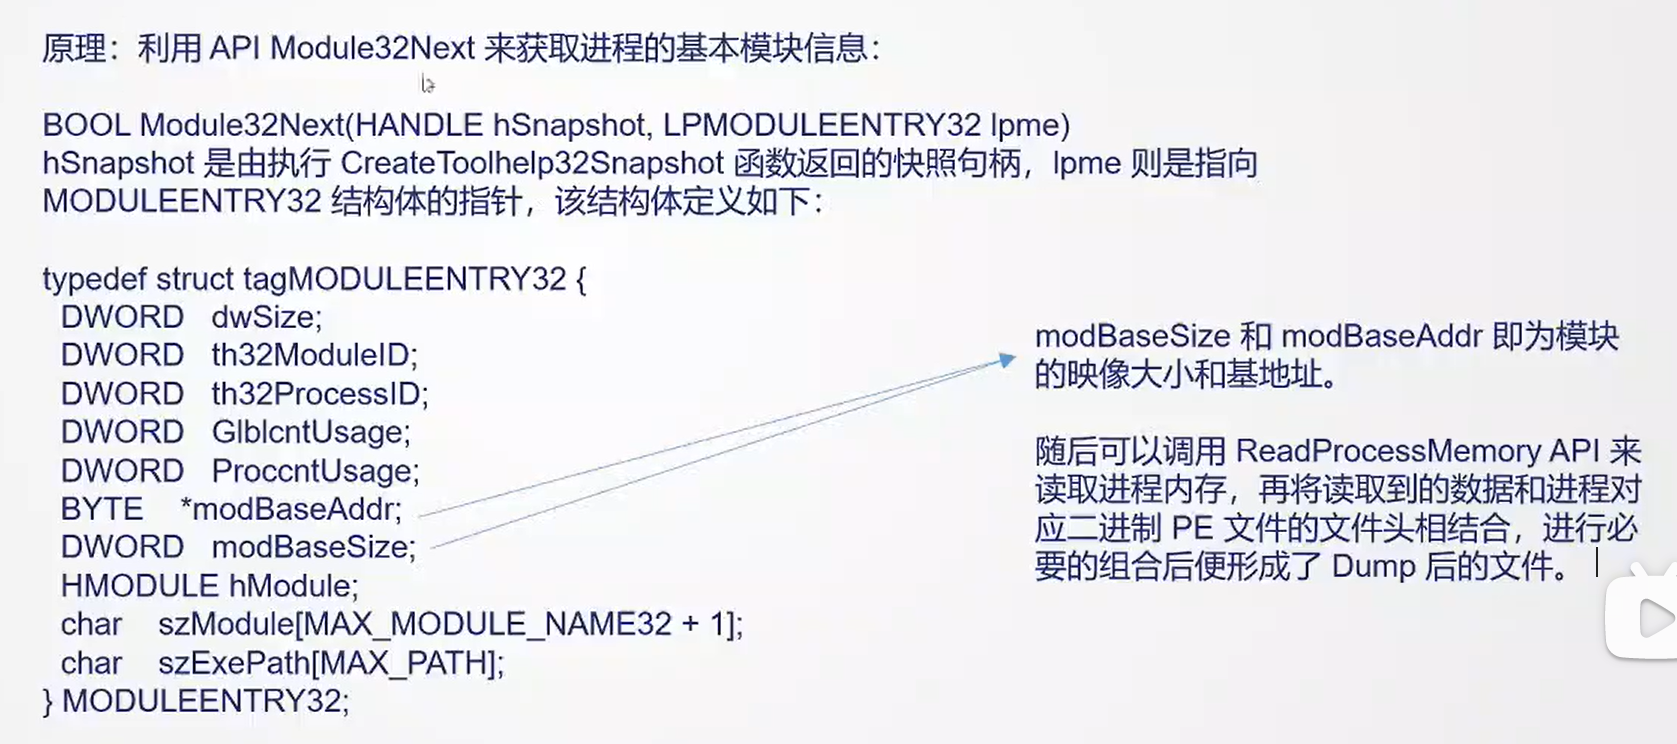 原理：利用 API Module32Next 来获取进程的基本模块信息：
BOOL Module32Next(HANDLE hSnapshot, LPMODULEENTRY32 lpme)
hSnapshot 是由执行 CreateToolhelp32Snapshot 函数返回的快照句柄，lpme 则是指向
MODULEENTRY32 结构体的指针，该结构体定义如下：
typedef struct tagMODULEENTRY32 {
DWORD dwSize;
DWORD th32ModuleID;
DWORD th32ProcessID;
DWORD GlblcntUsage;
DWORD ProccntUsage;
BYTE *modBaseAddr;
DWORD modBaseSize;
HMODULE hModule;
char szModule[MAX_MODULE_NAME32 + 1];
char szExePath[MAX_PATH];
} MODULEENTRY32;
modBaseSize 和 modBaseAddr 即为模块
的映像大小和基地址。
随后可以调用 ReadProcessMemory API 来
读取进程内存，再将读取到的数据和进程对
应二进制 PE 文件的文件头相结合，进行必
要的组合后便形成了 Dump 后的文件。